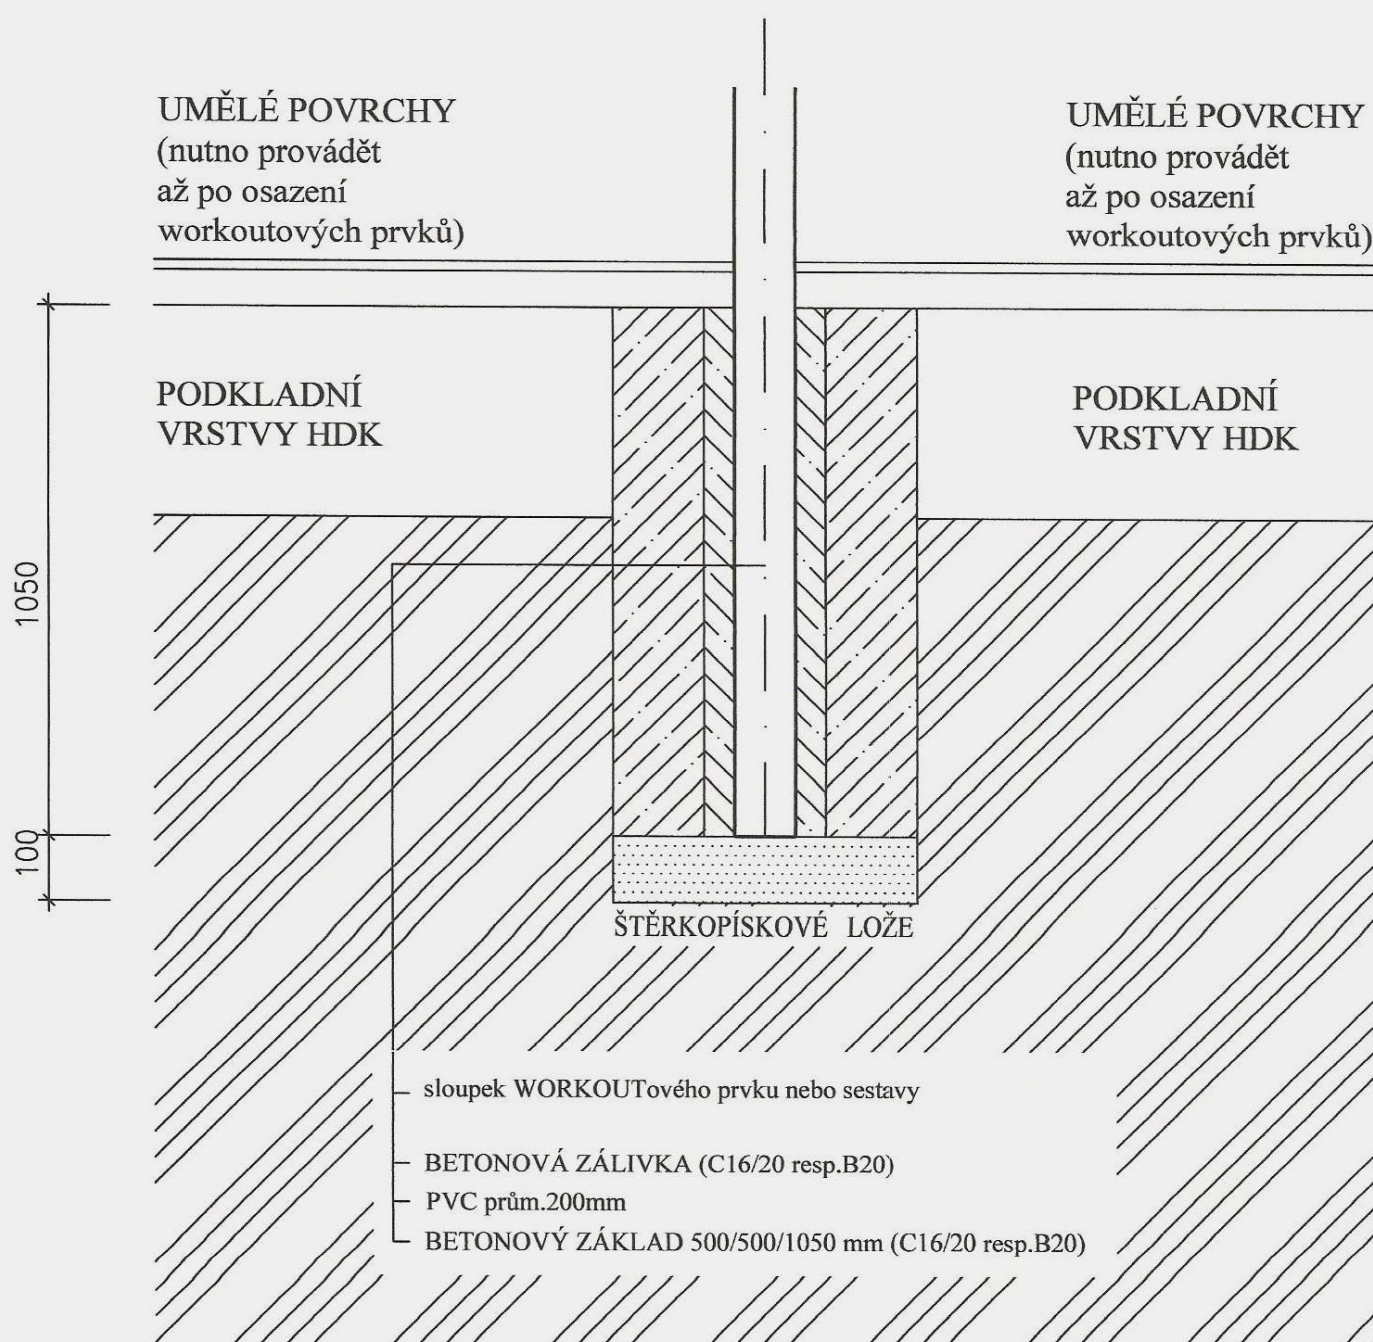 UMĚLÉ POVRCHY
(nutno provádět
až po osazení
workoutových prvků)
UMĚLÉ POVRCHY
(nutno provádět
až po osazení
workoutových prvků)
PODKLADNÍ
VRSTVY HDK
PODKLADNÍ
VRSTVY HDK
1050
100
ŠTĚRKOPÍSKOVÉ LOŽE
sloupek WORKOUTového prvku nebo sestavy
BETONOVÁ ZÁLIVKA (C16/20 resp.B20)
PVC prům.200mm
BETONOVÝ ZÁKLAD 500/500/1050 mm (C16/20 resp.B20)